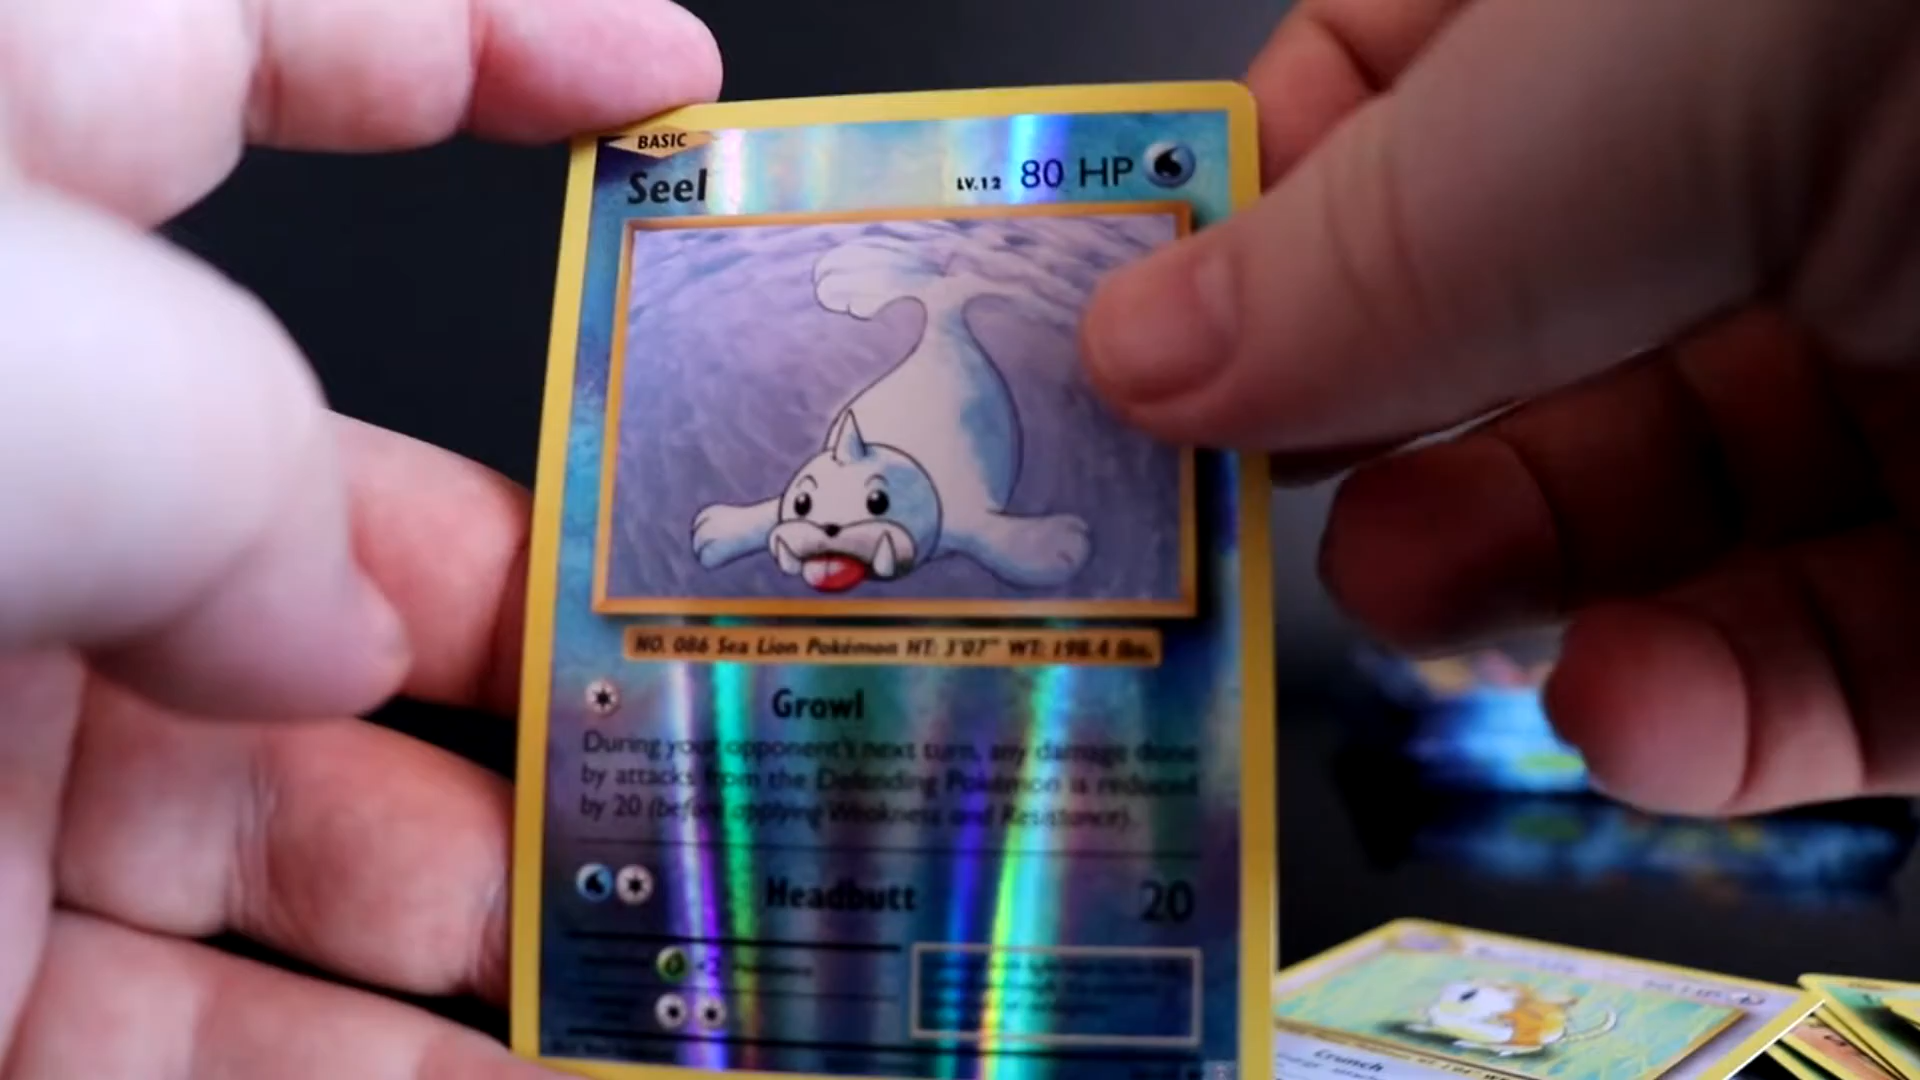 BASIC
Seel
LV.12 80 HP
NO. 086 Sea Lion Pokémon HT: 3'07" WT: 198.4 lbs.
Growl
During your opponent's next turn, any damage done
by attacks from the Defending Pokémon is reduced
by 20 (before applying Weakness and Resistance).
Headbutt 20
Crunch